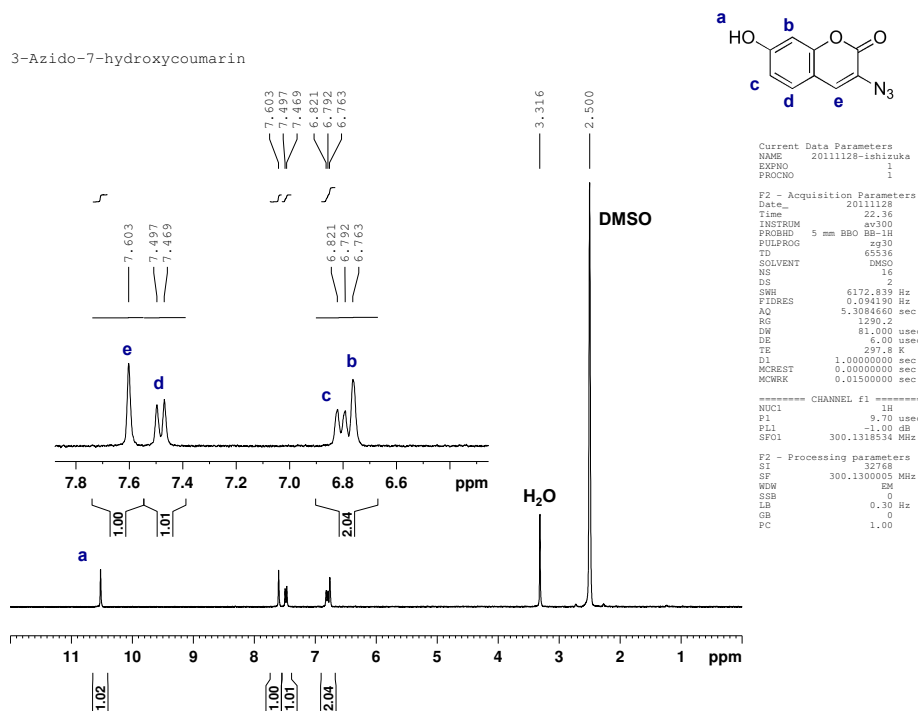 3-Azido-7-hydroxycoumarin
a
b
HO
O
O
N3
c
d
e
7.603
7.497
7.469
6.821
6.792
6.763
3.316
2.500
DMSO
7.603
7.497
7.469
6.821
6.792
6.763
e
d
c
b
7.8 7.6 7.4 7.2 7.0 6.8 6.6 ppm
1.00
1.01
2.04
H2O
a
11 10 9 8 7 6 5 4 3 2 1 ppm
1.02
1.00
1.01
2.04
Current Data Parameters
NAME 20111128-ishizuka
EXPNO 1
PROCNO 1
F2 - Acquisition Parameters
Date_ 20111128
Time 22.36
INSTRUM av300
PROBHD 5 mm BBO BB-1H
PULPROG zg30
TD 65536
SOLVENT DMSO
NS 16
DS 2
SWH 6172.839 Hz
FIDRES 0.094190 Hz
AQ 5.3084660 sec
RG 1290.2
DW 81.000 usec
DE 6.00 usec
TE 297.8 K
D1 1.00000000 sec
MCREST 0.00000000 sec
MCWRK 0.01500000 sec
======== CHANNEL f1 ========
NUC1 1H
P1 9.70 usec
PL1 -1.00 dB
SFO1 300.1318534 MHz
F2 - Processing parameters
SI 32768
SF 300.1300005 MHz
WDW EM
SSB 0
LB 0.30 Hz
GB 0
PC 1.00